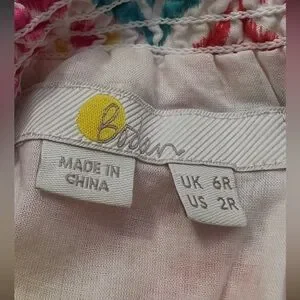 Boden
MADE IN
CHINA
UK 6R
US 2R